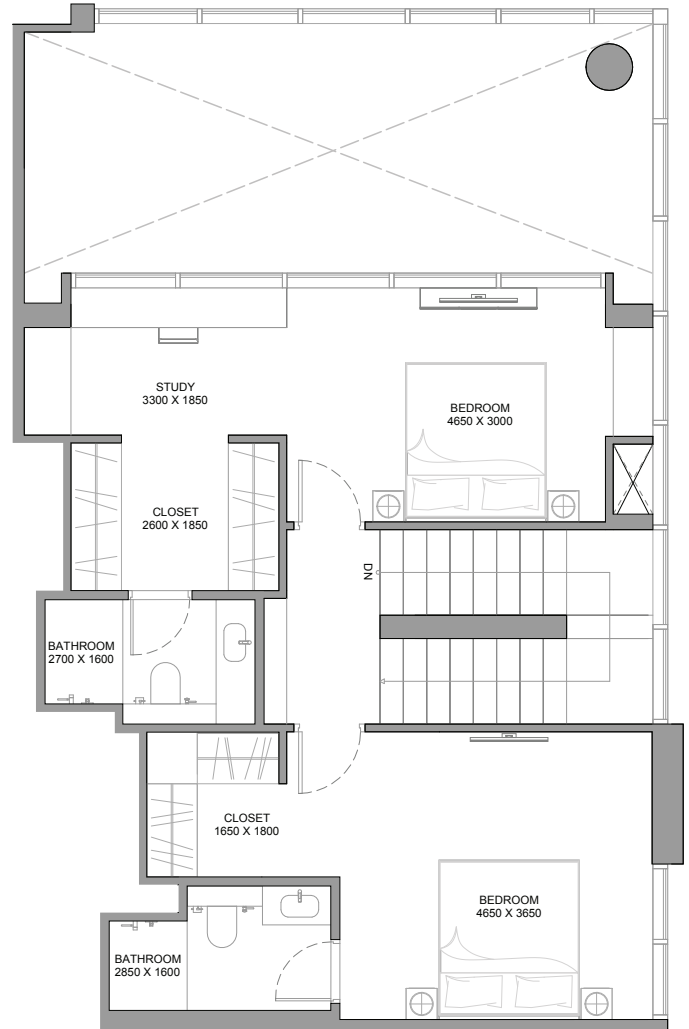 STUDY
3300 X 1850
BEDROOM
4650 X 3000
CLOSET
2600 X 1850
DN
BATHROOM
2700 X 1600
CLOSET
1650 X 1800
BEDROOM
4650 X 3650
BATHROOM
2850 X 1600